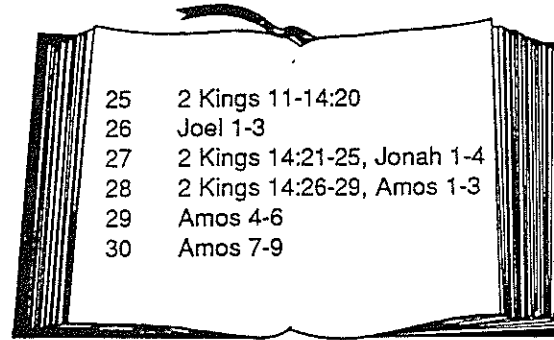 25 2 Kings 11-14:20
26 Joel 1-3
27 2 Kings 14:21-25, Jonah 1-4
28 2 Kings 14:26-29, Amos 1-3
29 Amos 4-6
30 Amos 7-9